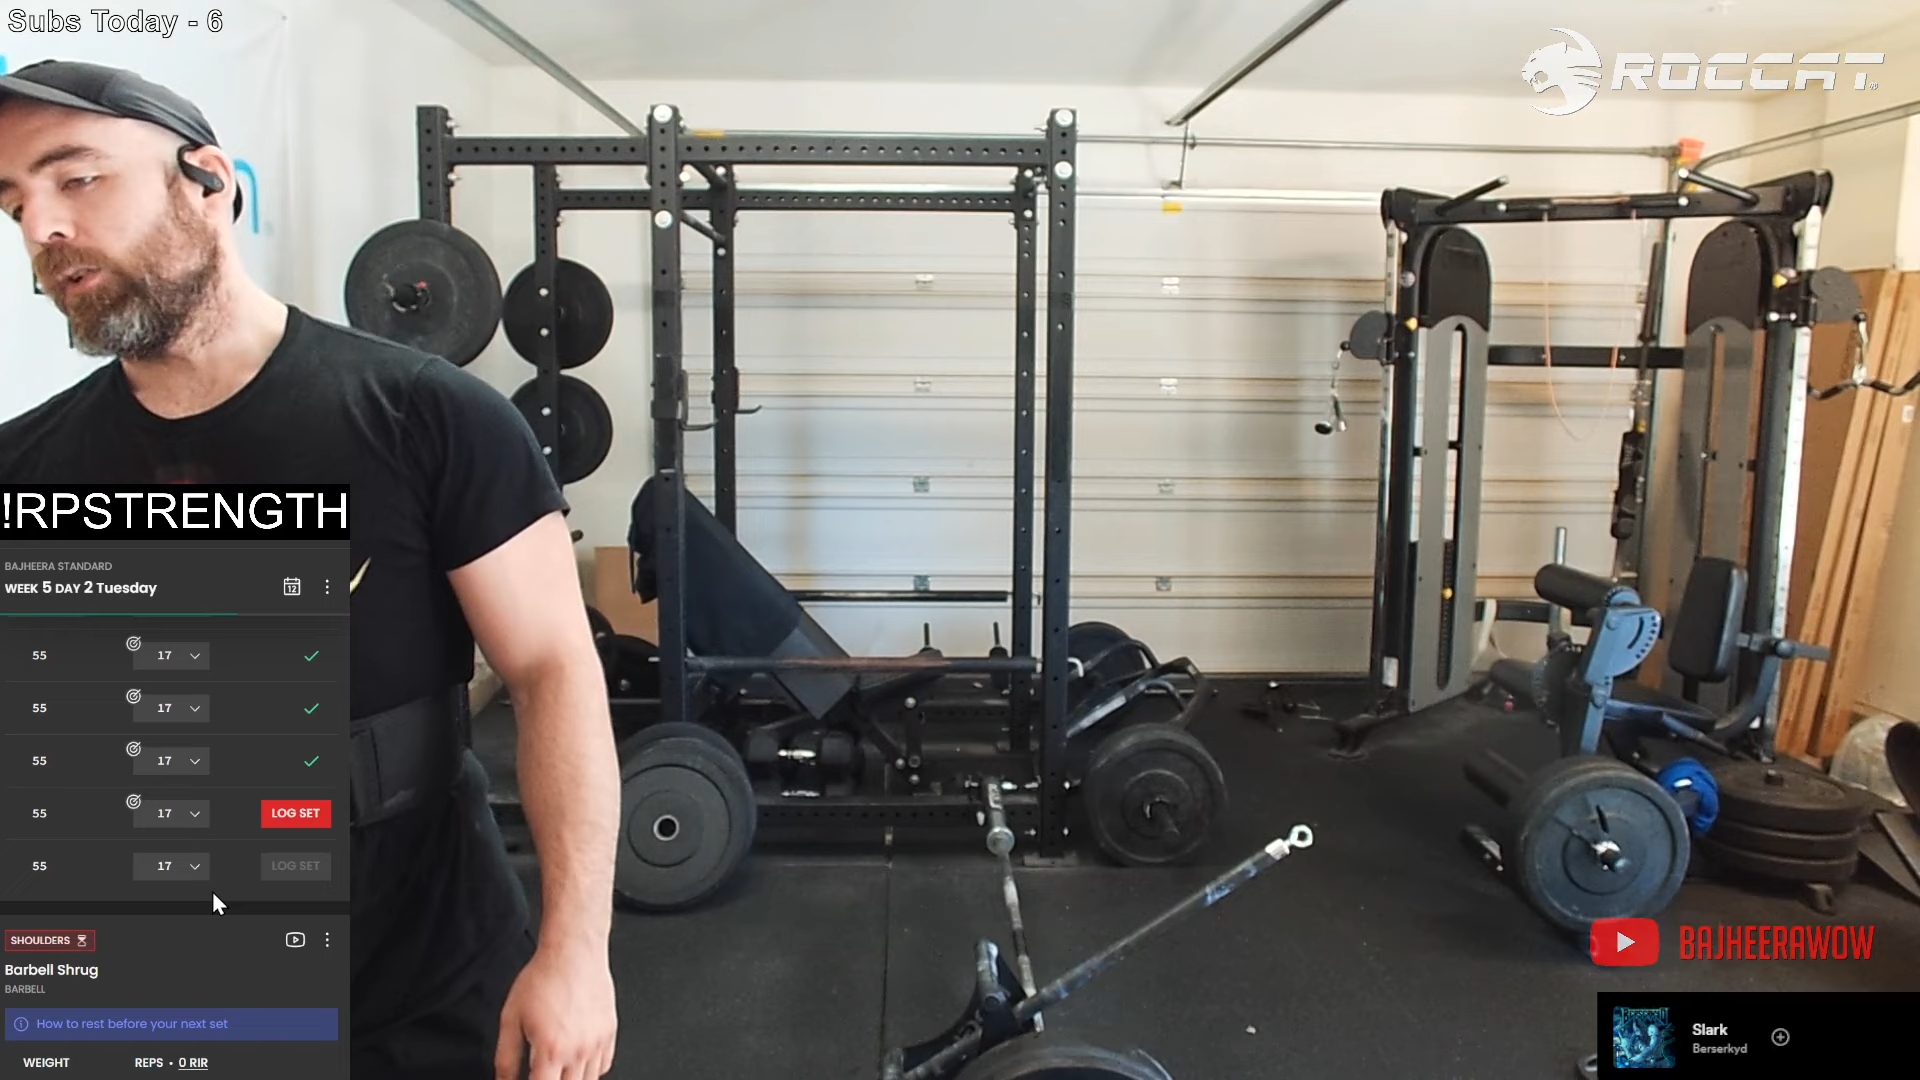 Subs Today - 6
ROCCAT
!RPSTRENGTH
BAJHEERA STANDARD
WEEK 5 DAY 2 Tuesday
12
55 17
55 17
55 17
55 17 LOG SET
55 17 LOG SET
SHOULDERS
Barbell Shrug
BARBELL
How to rest before your next set
WEIGHT REPS • 0 RIR
BAJHEERAWOW
BERSERKYD
Slark
Berserkyd